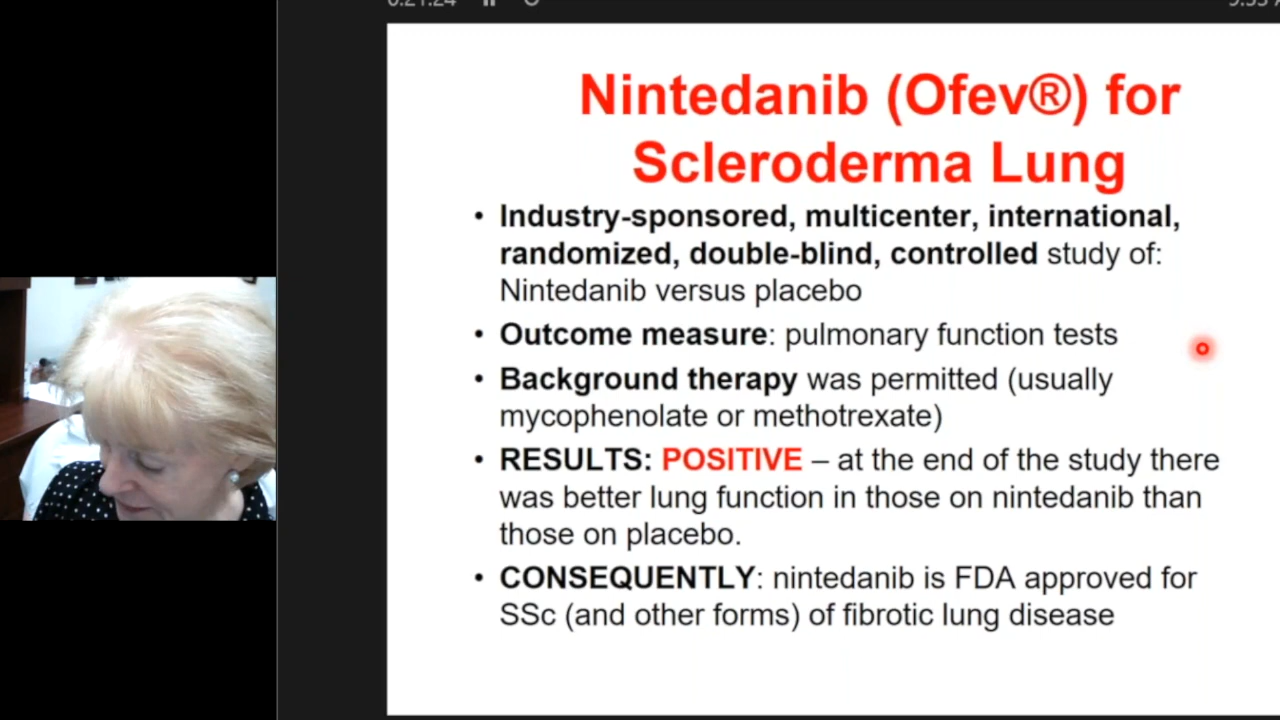 Nintedanib (Ofev®) for
Scleroderma Lung
• Industry-sponsored, multicenter, international,
randomized, double-blind, controlled study of:
Nintedanib versus placebo
• Outcome measure: pulmonary function tests
• Background therapy was permitted (usually
mycophenolate or methotrexate)
• RESULTS: POSITIVE – at the end of the study there
was better lung function in those on nintedanib than
those on placebo.
• CONSEQUENTLY: nintedanib is FDA approved for
SSc (and other forms) of fibrotic lung disease